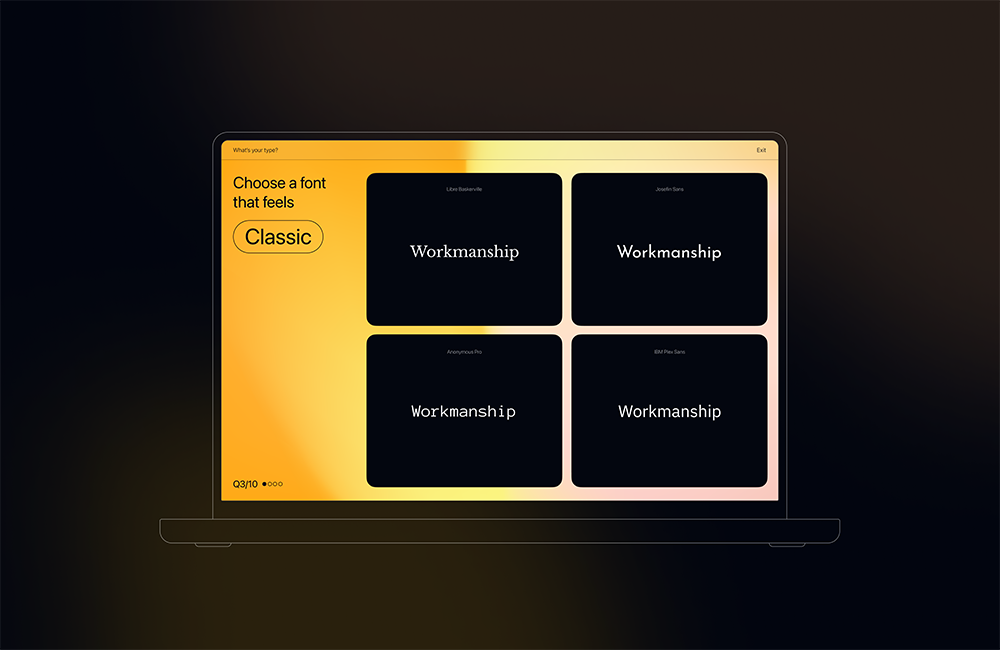 What's your type?
Exit
Choose a font
that feels
Classic
Libre Baskerville
Workmanship
Josefin Sans
Workmanship
Anonymous Pro
Workmanship
IBM Plex Sans
Workmanship
Q3/10